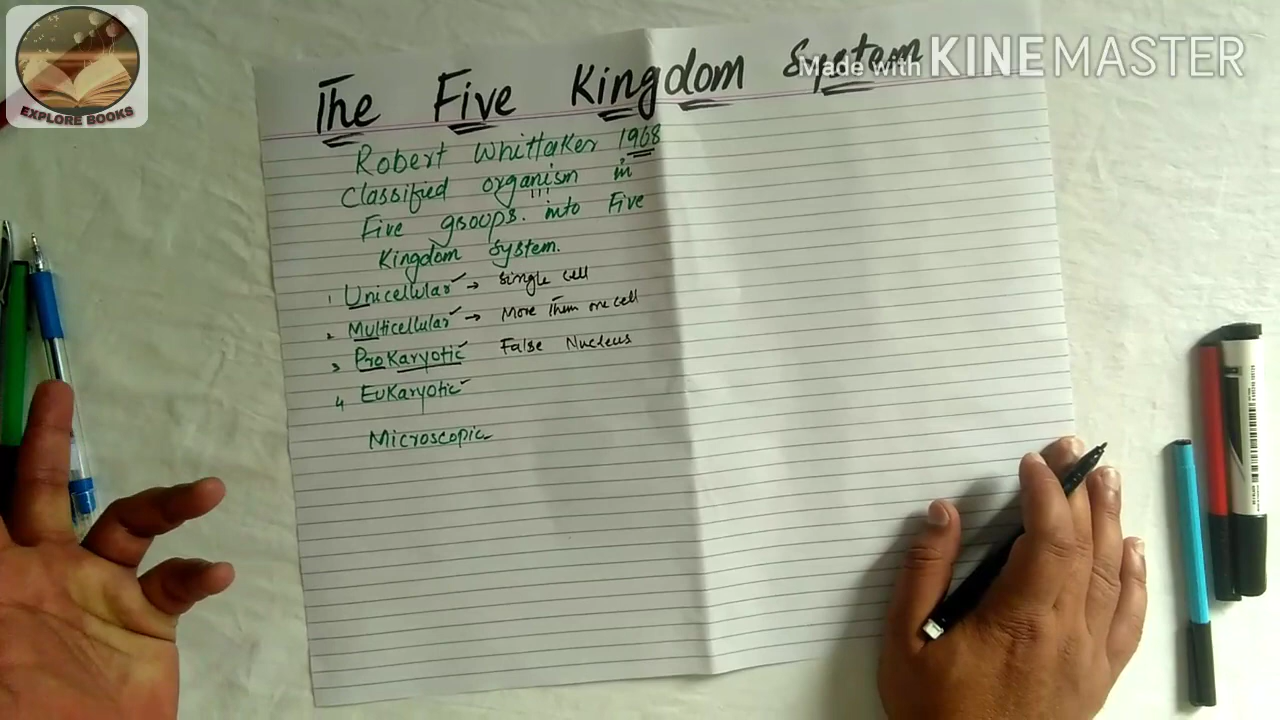 The Five Kingdom System
Made with KINEMASTER
EXPLORE BOOKS
Robert Whittaker 1968
Classified organism in
Five groups. into Five
Kingdom System.
1 Unicellular → Single cell
2 Multicellular → More Them one cell
3 Prokaryotic False Nucleus
4 Eukaryotic
Microscopic